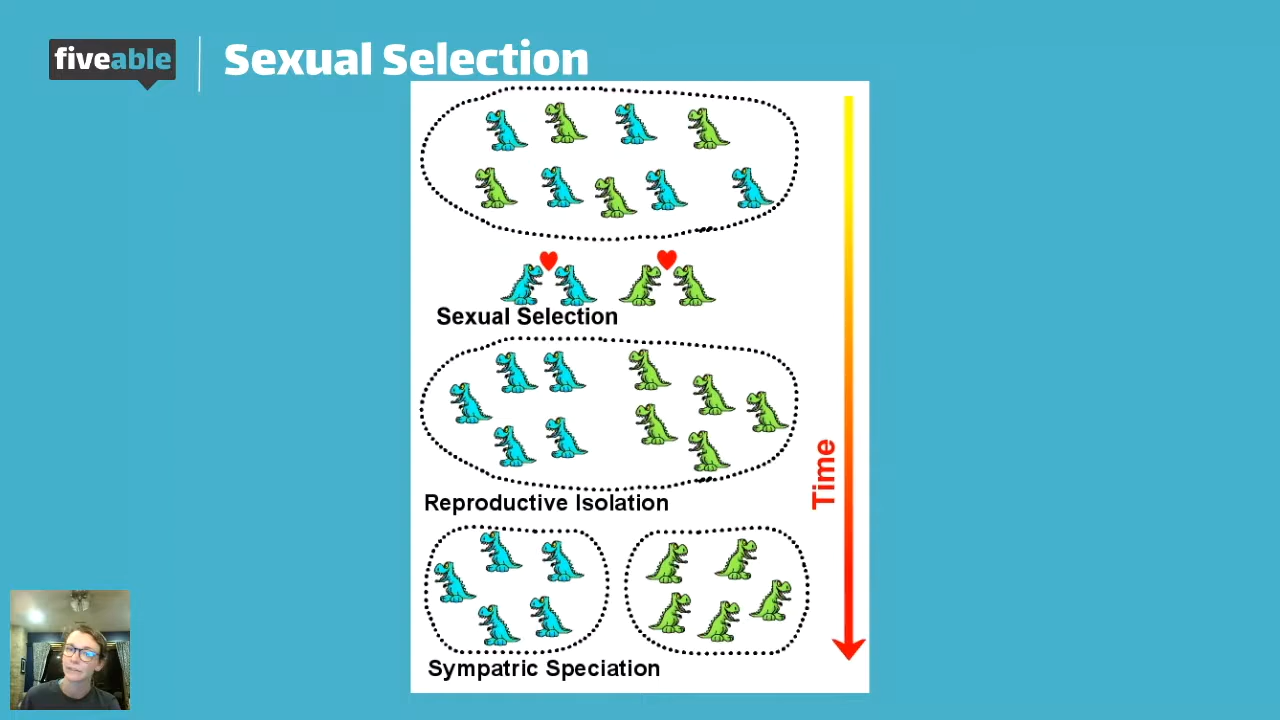 fiveable
Sexual Selection
Sexual Selection
Reproductive Isolation
Time
Sympatric Speciation